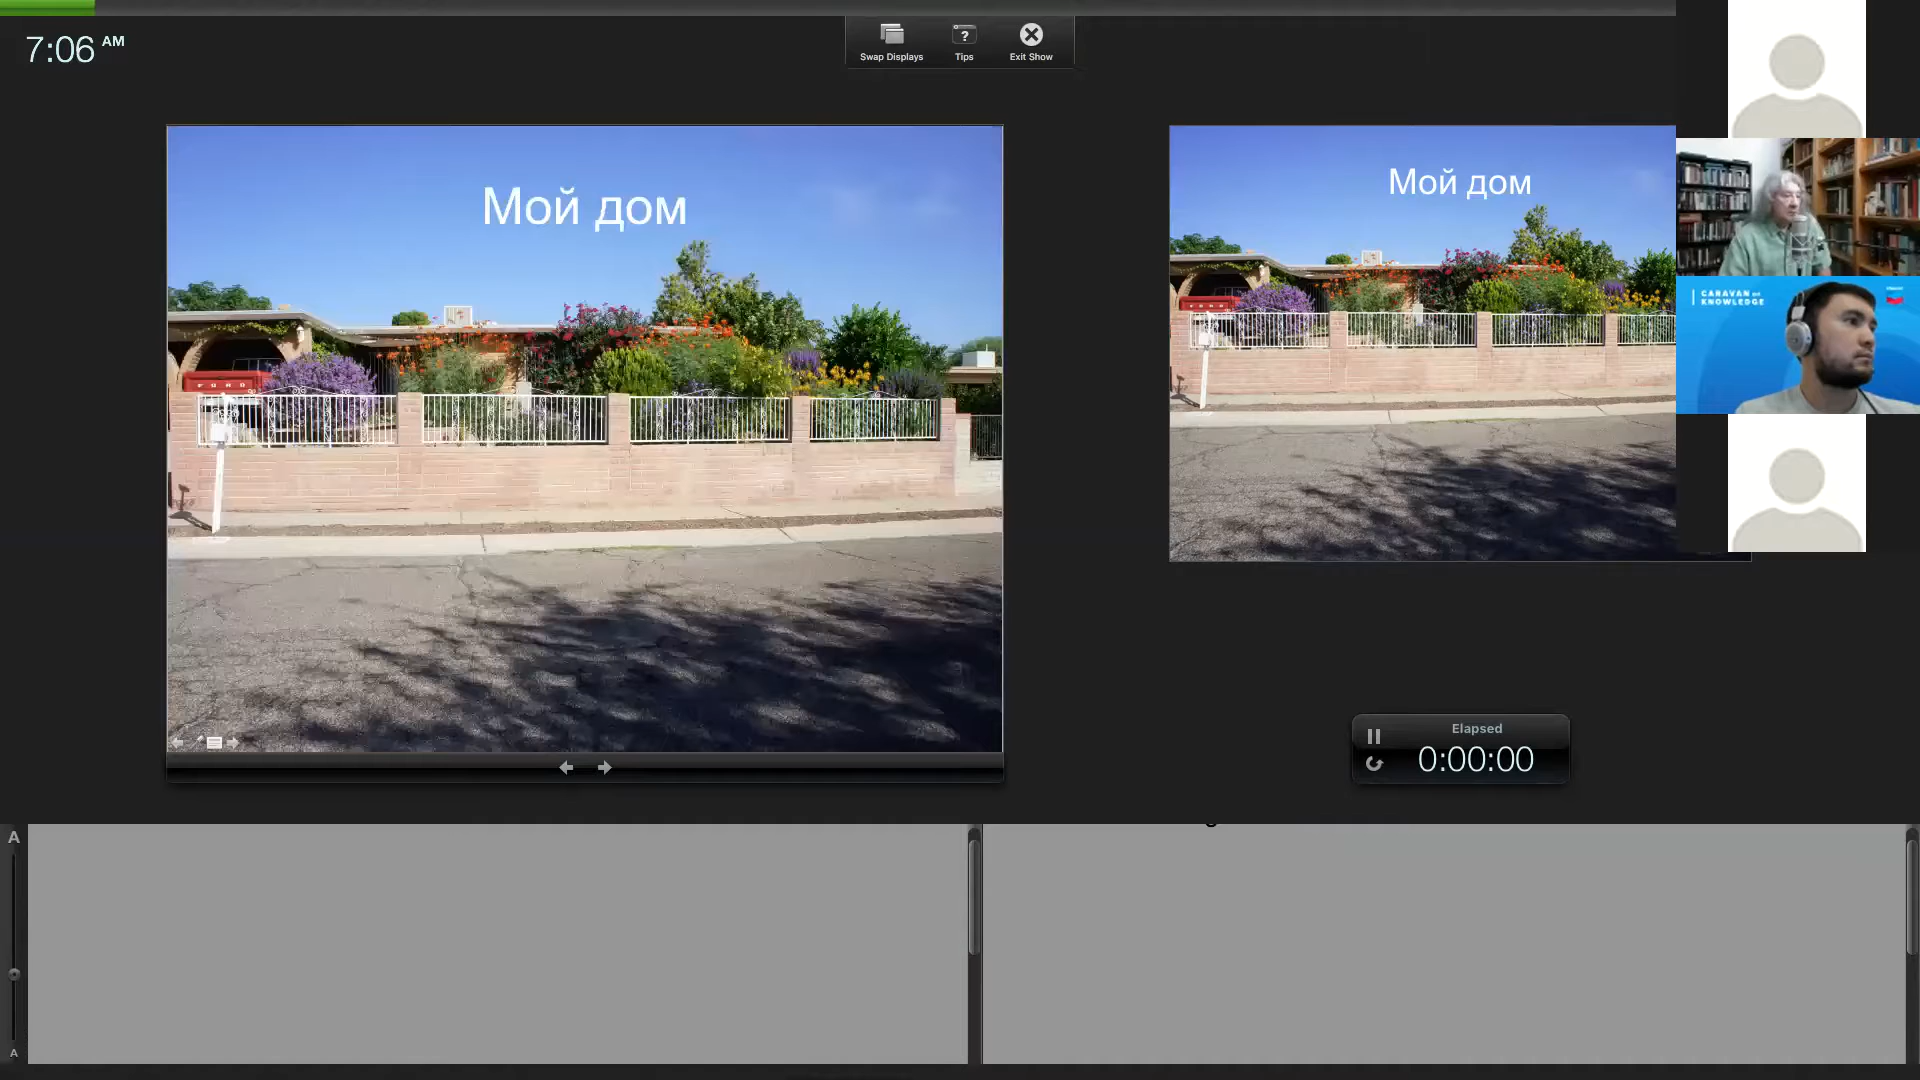 7:06 AM
Swap Displays
Tips
Exit Show
Мой дом
Мой дом
FORD
CARAVAN OF
KNOWLEDGE
Elapsed
0:00:00
A
A